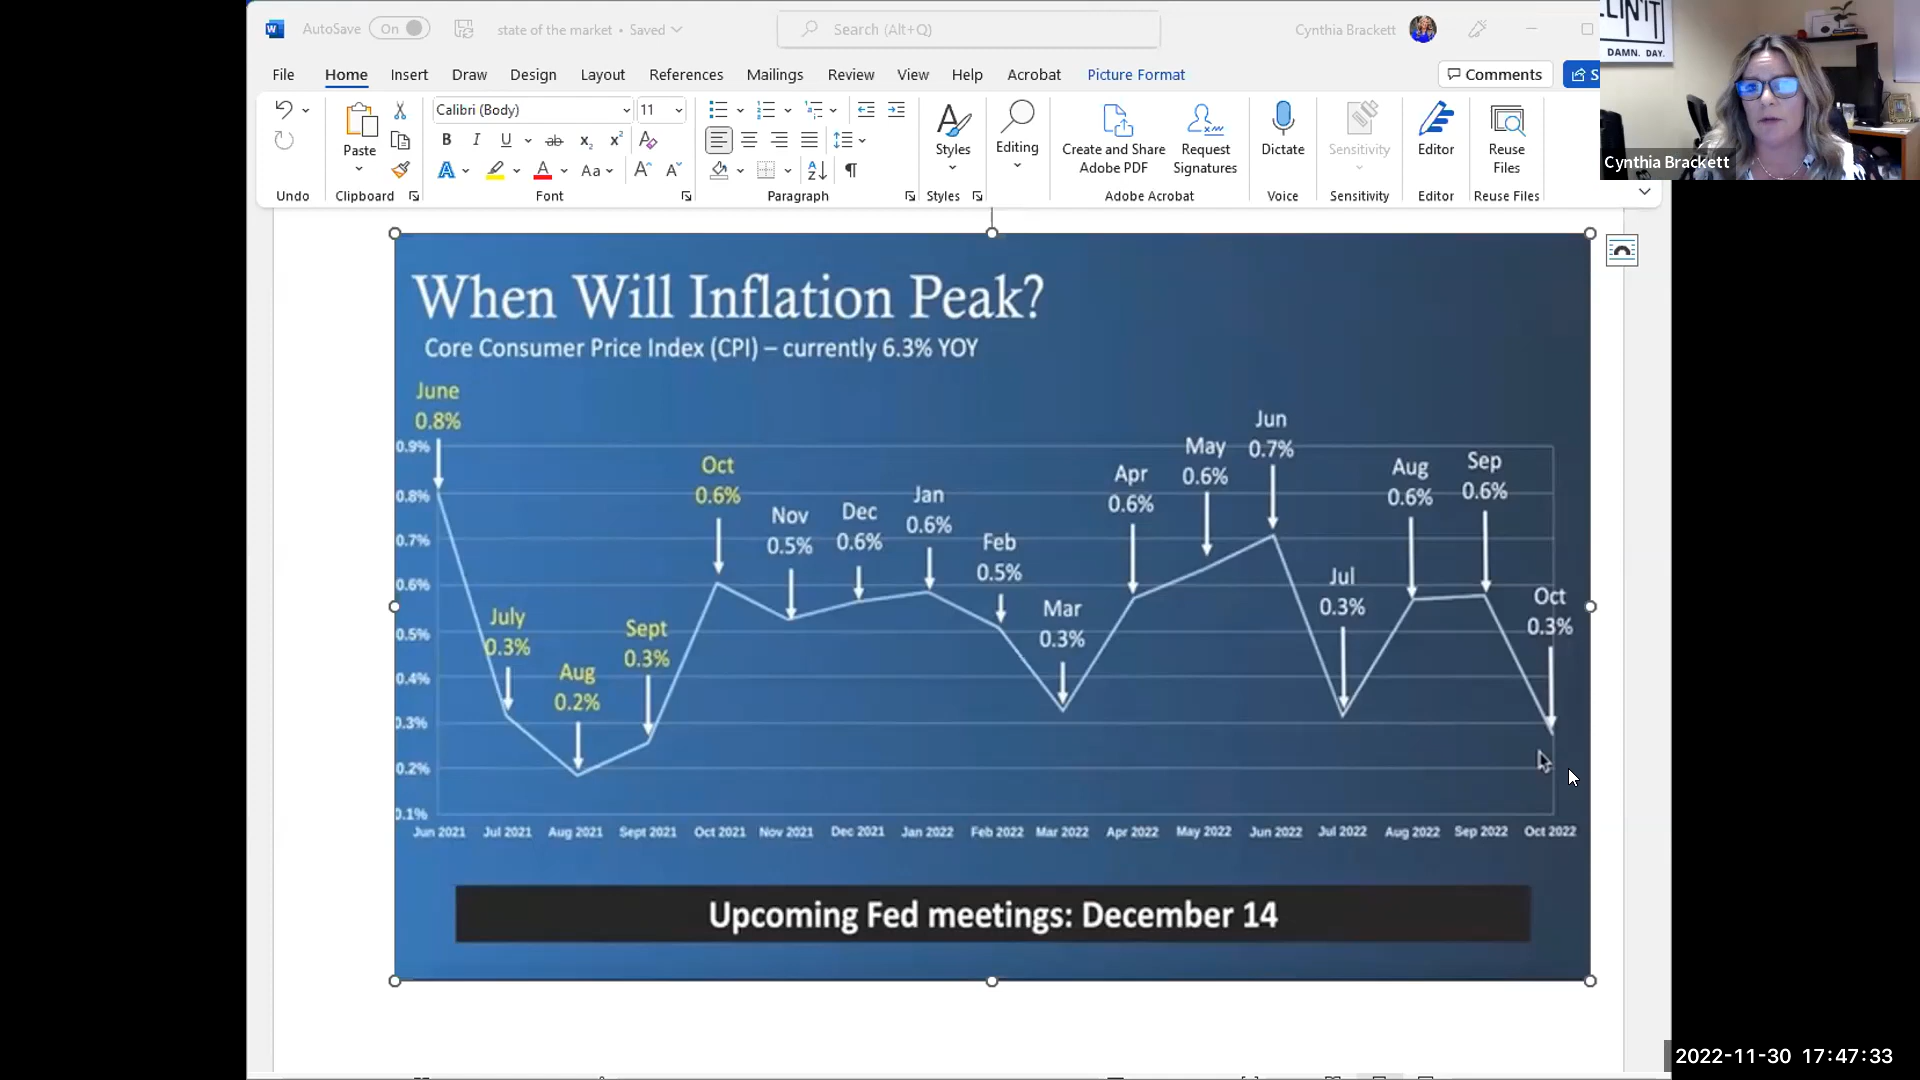 AutoSave On state of the market • Saved Search (Alt+Q) Cynthia Brackett
DAMN. DAY.
File Home Insert Draw Design Layout References Mailings Review View Help Acrobat Picture Format Comments S
Calibri (Body) 11
Paste
Styles
Editing
Create and Share
Adobe PDF
Request
Signatures
Dictate
Sensitivity
Editor
Reuse
Files
Undo Clipboard Font Paragraph Styles Adobe Acrobat Voice Sensitivity Editor Reuse Files
Cynthia Brackett
When Will Inflation Peak?
Core Consumer Price Index (CPI) – currently 6.3% YOY
June
0.8%
July
0.3%
Aug
0.2%
Sept
0.3%
Oct
0.6%
Nov
0.5%
Dec
0.6%
Jan
0.6%
Feb
0.5%
Mar
0.3%
Apr
0.6%
May
0.6%
Jun
0.7%
Jul
0.3%
Aug
0.6%
Sep
0.6%
Oct
0.3%
0.9%
0.8%
0.7%
0.6%
0.5%
0.4%
0.3%
0.2%
0.1%
Jun 2021 Jul 2021 Aug 2021 Sept 2021 Oct 2021 Nov 2021 Dec 2021 Jan 2022 Feb 2022 Mar 2022 Apr 2022 May 2022 Jun 2022 Jul 2022 Aug 2022 Sep 2022 Oct 2022
Upcoming Fed meetings: December 14
2022-11-30 17:47:33